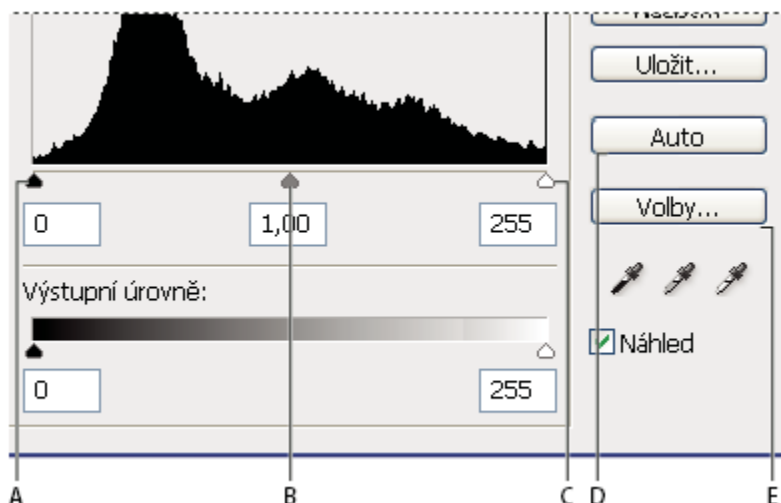 Uložit...
Auto
Volby...
0 1,00 255
Výstupní úrovně:
Náhled
0 255
A B C D E